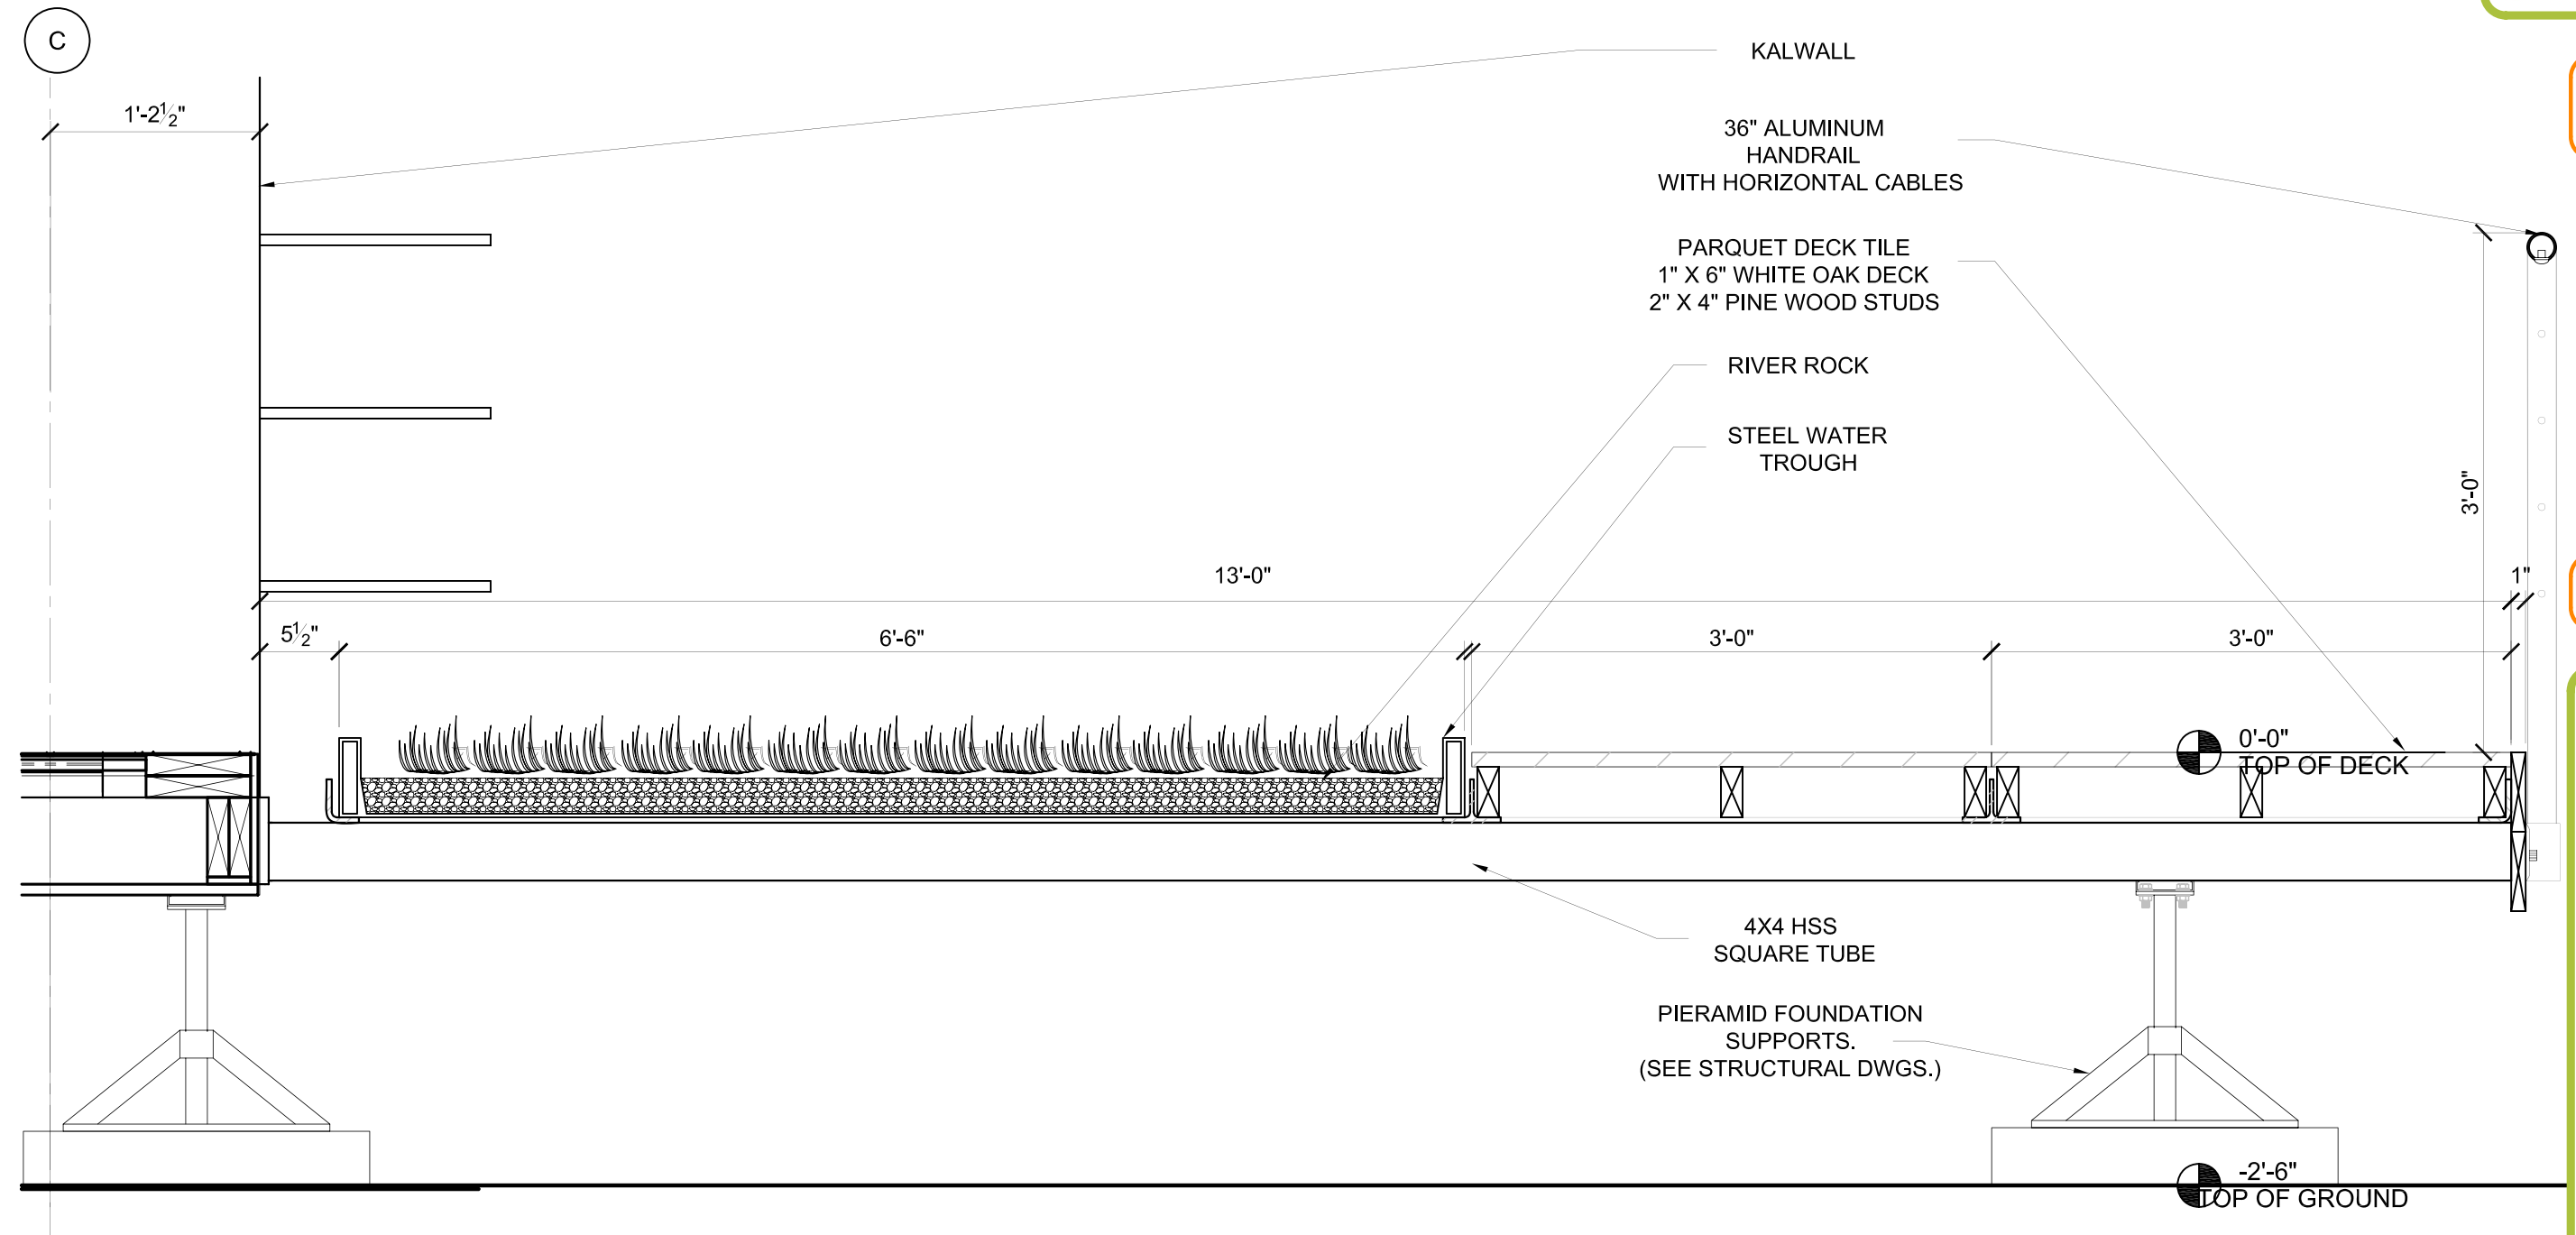 C
KALWALL
1'-2½"
36" ALUMINUM
HANDRAIL
WITH HORIZONTAL CABLES
PARQUET DECK TILE
1" X 6" WHITE OAK DECK
2" X 4" PINE WOOD STUDS
RIVER ROCK
STEEL WATER
TROUGH
3'-0"
13'-0"
1"
5½"
6'-6"
3'-0"
3'-0"
0'-0"
TOP OF DECK
4X4 HSS
SQUARE TUBE
PIERAMID FOUNDATION
SUPPORTS.
(SEE STRUCTURAL DWGS.)
-2'-6"
TOP OF GROUND